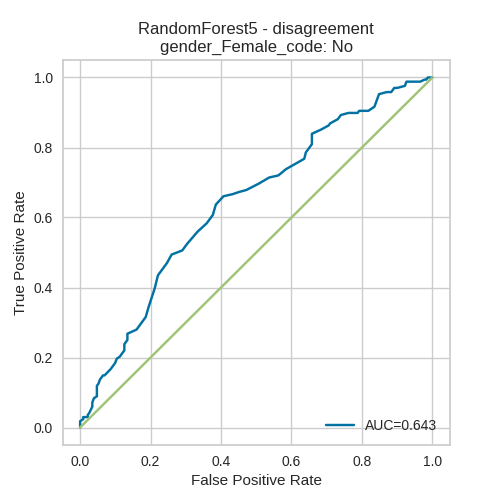 RandomForest5 - disagreement
gender_Female_code: No
True Positive Rate
1.0
0.8
0.6
0.4
0.2
0.0
AUC=0.643
0.0 0.2 0.4 0.6 0.8 1.0
False Positive Rate